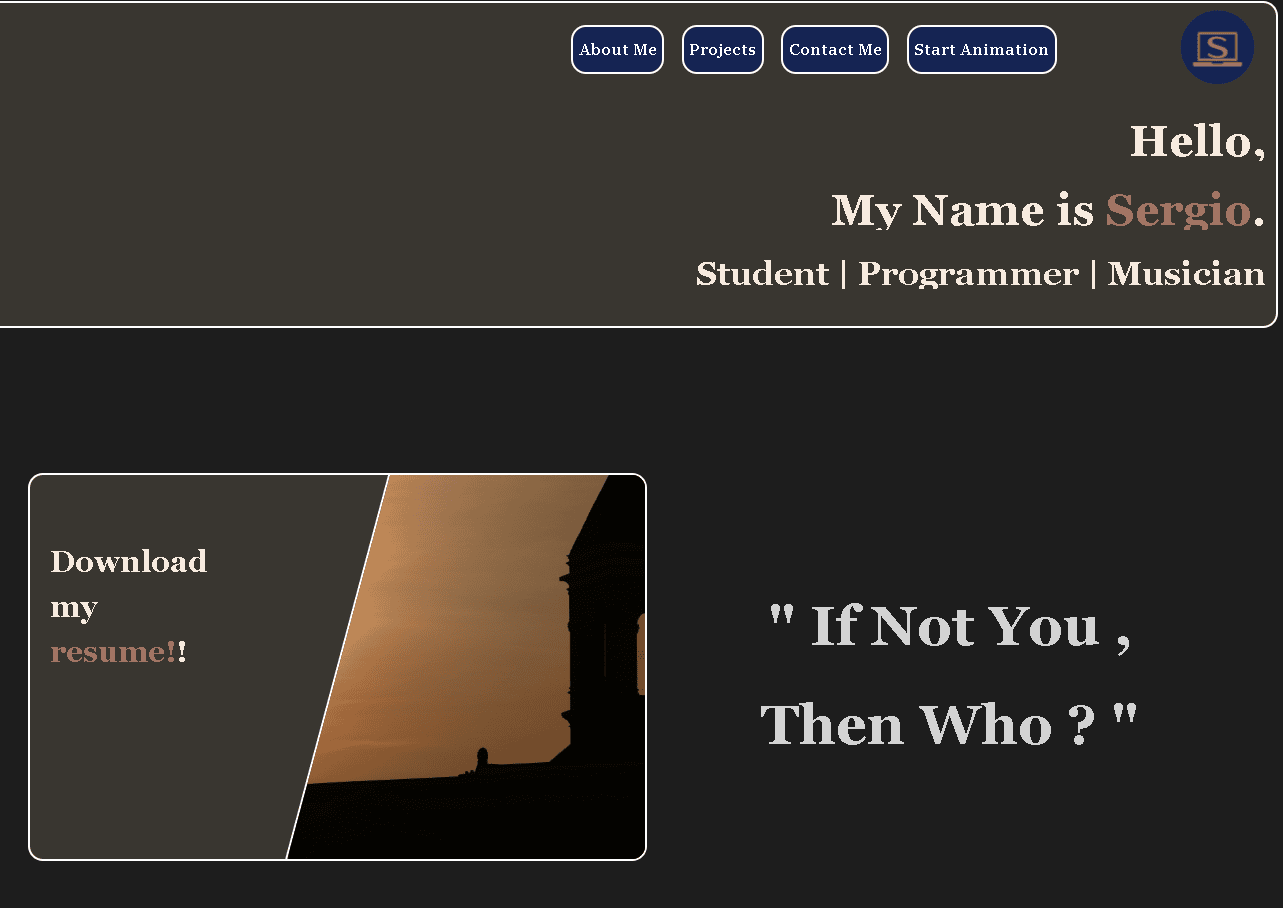 About Me
Projects
Contact Me
Start Animation
S
Hello,
My Name is Sergio.
Student | Programmer | Musician
Download
my
resume!!
" If Not You ,
Then Who ? "